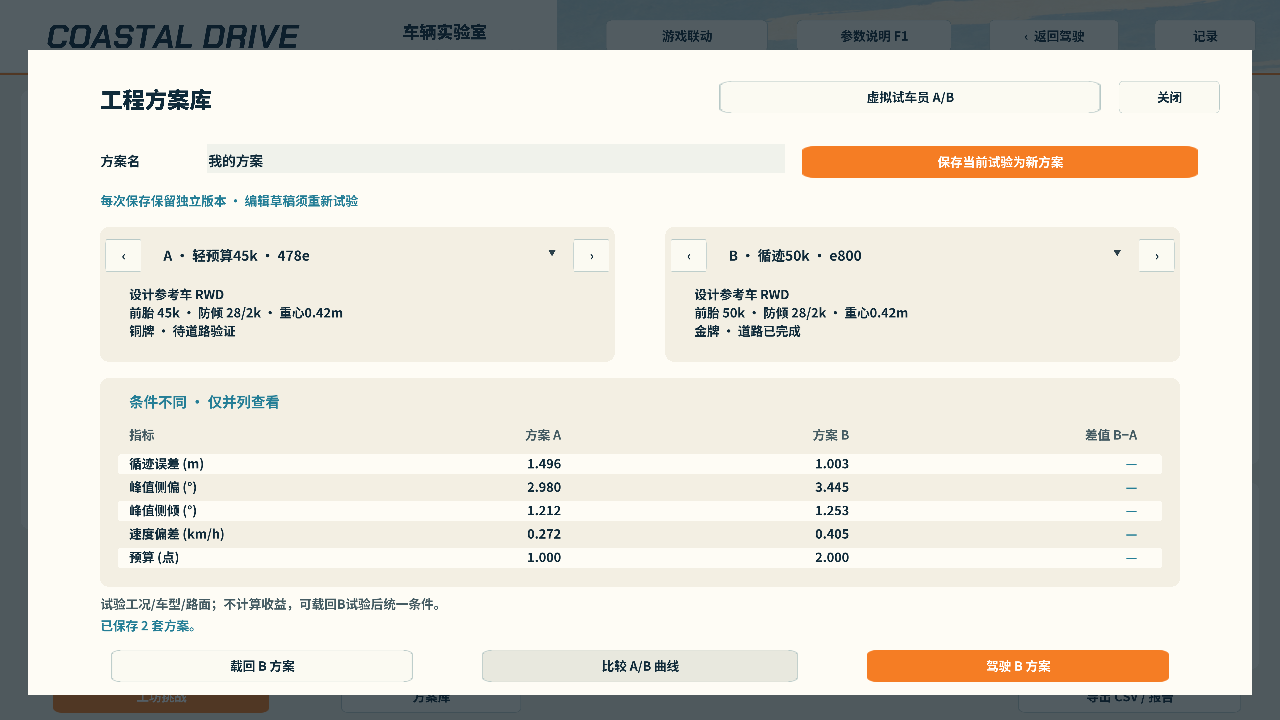 COASTAL DRIVE
车辆实验室
游戏联动
参数说明 F1
‹ 返回驾驶
记录
工程方案库
虚拟试车员 A/B
关闭
方案名
我的方案
保存当前试验为新方案
每次保存保留独立版本 · 编辑草稿须重新试验
‹ A · 轻预算45k · 478e ▼ ›
设计参考车 RWD
前胎 45k · 防倾 28/2k · 重心0.42m
铜牌 · 待道路验证
‹ B · 循迹50k · e800 ▼ ›
设计参考车 RWD
前胎 50k · 防倾 28/2k · 重心0.42m
金牌 · 道路已完成
条件不同 · 仅并列查看
指标 方案 A 方案 B 差值 B−A
循迹误差 (m) 1.496 1.003 —
峰值侧偏 (°) 2.980 3.445 —
峰值侧倾 (°) 1.212 1.253 —
速度偏差 (km/h) 0.272 0.405 —
预算 (点) 1.000 2.000 —
试验工况/车型/路面；不计算收益，可载回B试验后统一条件。
已保存 2 套方案。
载回 B 方案
比较 A/B 曲线
驾驶 B 方案
工坊挑战
方案库
导出 CSV / 报告